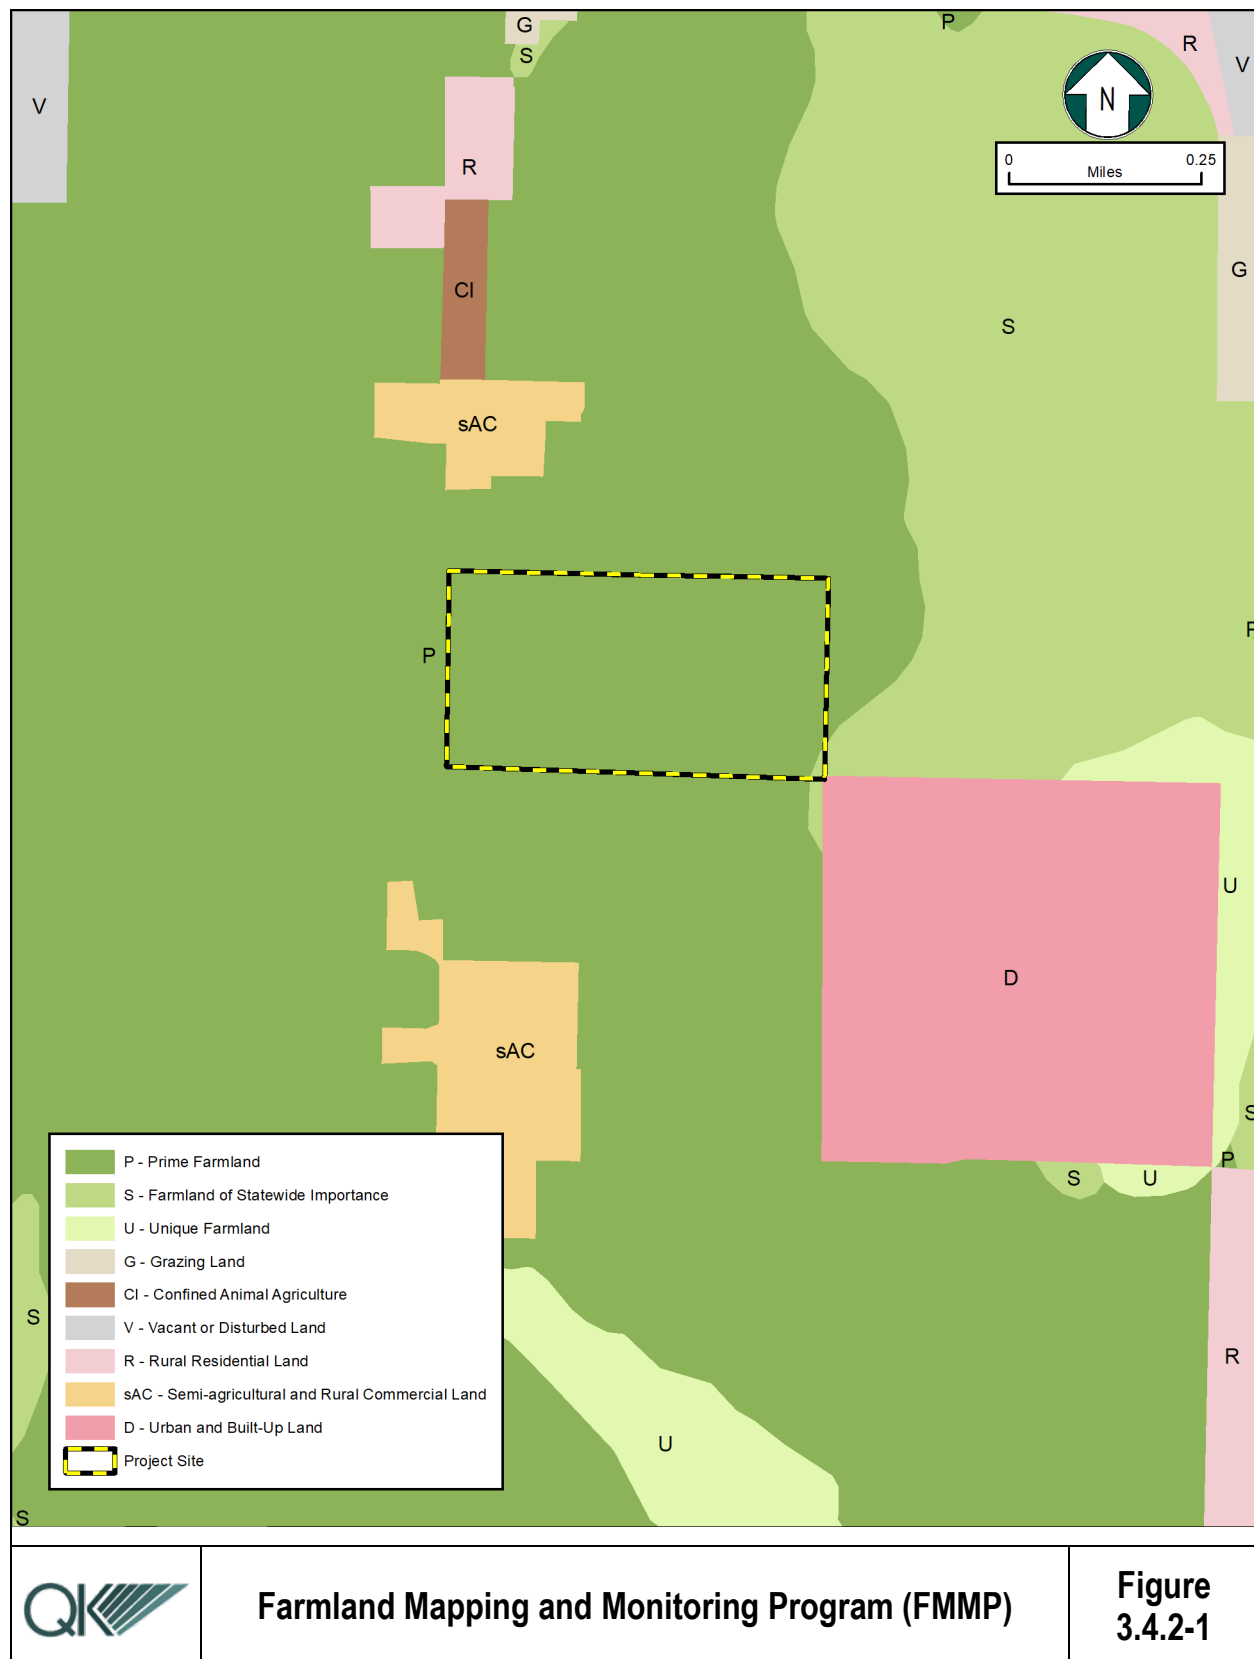 G
P
R
S
V
V
N
0 0.25
Miles
R
G
CI
S
sAC
P
P
U
D
sAC
S
P
S
U
P - Prime Farmland
S - Farmland of Statewide Importance
U - Unique Farmland
G - Grazing Land
CI - Confined Animal Agriculture
V - Vacant or Disturbed Land
R - Rural Residential Land
sAC - Semi-agricultural and Rural Commercial Land
D - Urban and Built-Up Land
Project Site
S
R
U
S
QK
Farmland Mapping and Monitoring Program (FMMP)
Figure
3.4.2-1